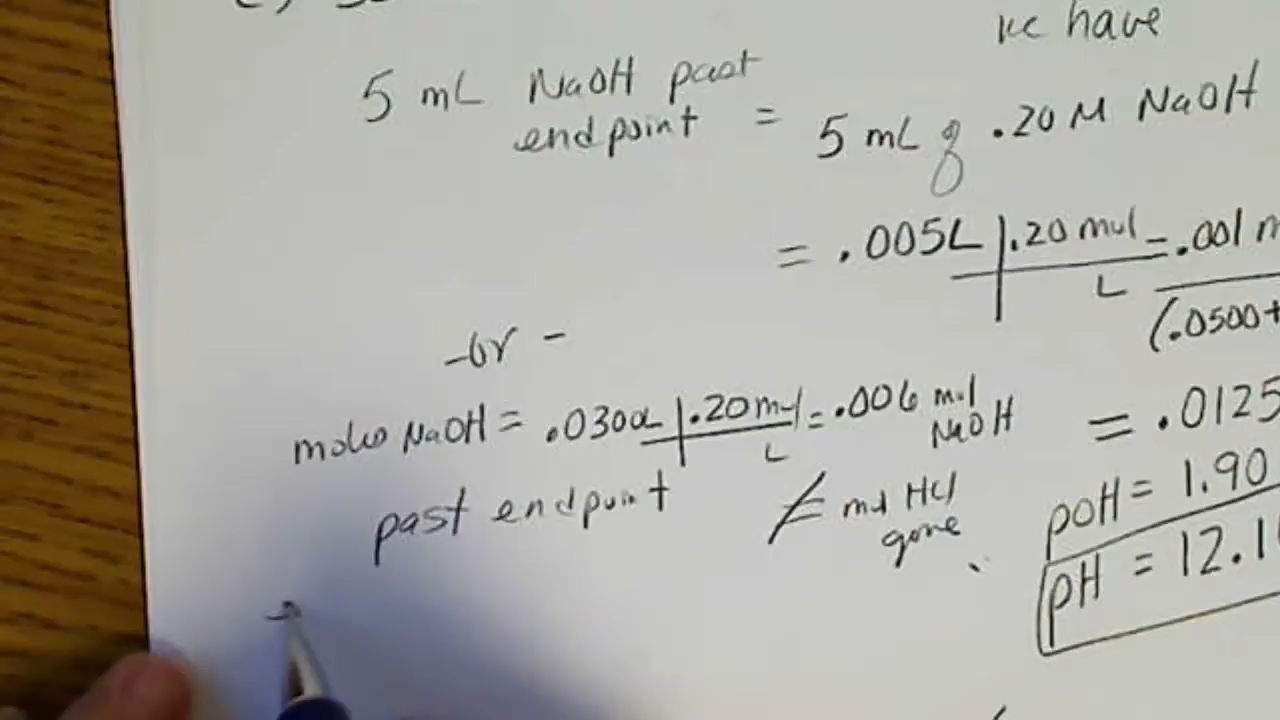 we have
5 mL NaOH past
endpoint = 5 mL of .20 M NaOH
= .005L | .20 mol = .001 m
L
(.0500+
-or -
moles NaOH = .030 | .20 mol = .006 mol
L NaOH
= .0125
past endpoint ≠ mol HCl
gone
pOH = 1.90
pH = 12.1